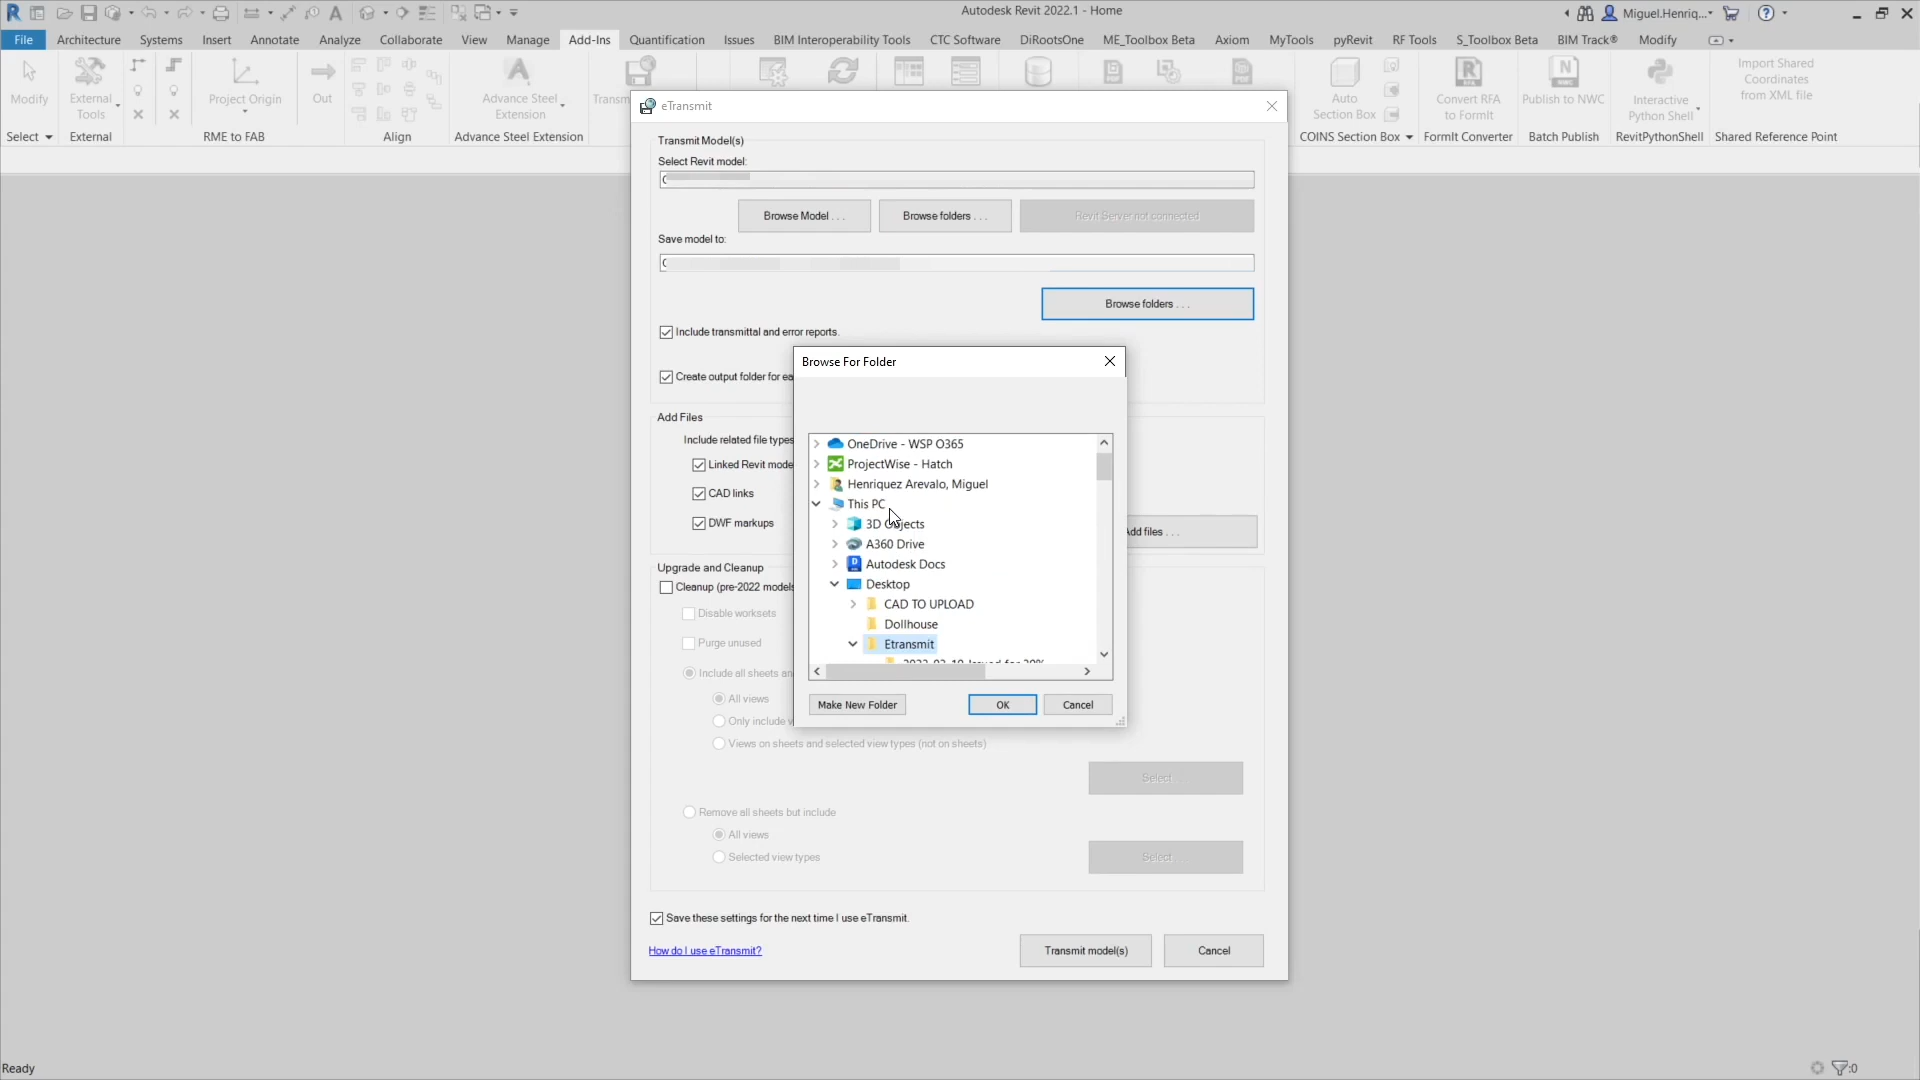 Autodesk Revit 2022.1 - Home
Miguel.Henriq...
File Architecture Systems Insert Annotate Analyze Collaborate View Manage Add-Ins Quantification Issues BIM Interoperability Tools CTC Software DiRootsOne ME_Toolbox Beta Axiom MyTools pyRevit RF Tools S_Toolbox Beta BIM Track® Modify
Modify
External Tools
Project Origin
Out
Advance Steel Extension
Transm
Auto Section Box
Convert RFA to FormIt
Publish to NWC
Interactive Python Shell
Import Shared Coordinates from XML file
Select
External
RME to FAB
Align
Advance Steel Extension
COINS Section Box
FormIt Converter
Batch Publish
RevitPythonShell
Shared Reference Point
eTransmit
Transmit Model(s)
Select Revit model:
Browse Model . . .
Browse folders . . .
Revit Server not connected
Save model to:
Browse folders . . .
Include transmittal and error reports.
Create output folder for ea
Add Files
Include related file types
Linked Revit mode
CAD links
DWF markups
Add files . . .
Upgrade and Cleanup
Cleanup (pre-2022 models
Disable worksets
Purge unused
Include all sheets an
All views
Only include v
Views on sheets and selected view types (not on sheets)
Select
Remove all sheets but include
All views
Selected view types
Select
Save these settings for the next time I use eTransmit.
How do I use eTransmit?
Transmit model(s)
Cancel
Browse For Folder
OneDrive - WSP O365
ProjectWise - Hatch
Henriquez Arevalo, Miguel
This PC
3D Objects
A360 Drive
Autodesk Docs
Desktop
CAD TO UPLOAD
Dollhouse
Etransmit
Make New Folder
OK
Cancel
Ready
:0